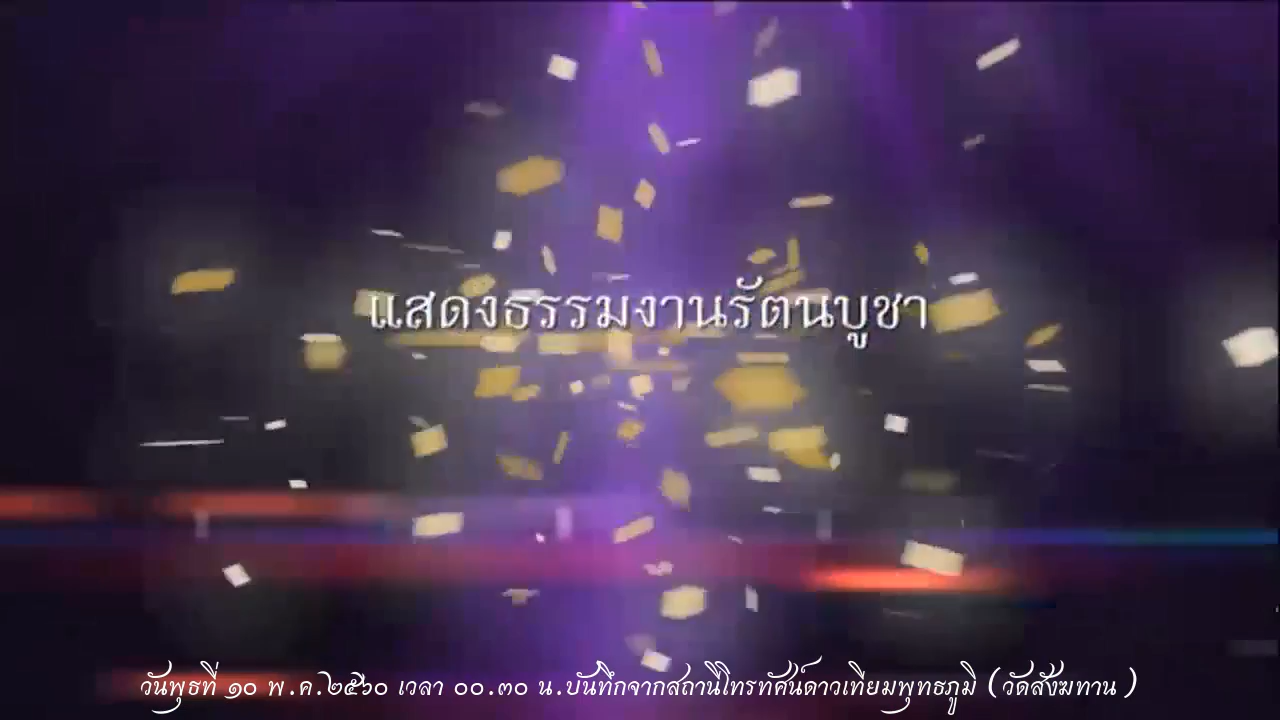 แสดงธรรมงานรัตนบูชา
วันพุธที่ ๑๐ พ.ค.๒๕๖๐ เวลา ๐๐.๓๐ น.บันทึกจากสถานีโทรทัศน์ดาวเทียมพุทธภูมิ (วัดสังฆทาน)